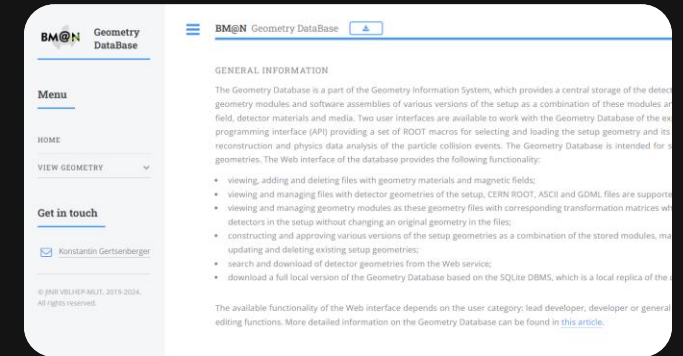 BM@N Geometry
DataBase
Menu
HOME
VIEW GEOMETRY
Get in touch
Konstantin Gertsenberger
© JINR VBLHEP-MLIT, 2019-2024.
All rights reserved.
BM@N Geometry DataBase
GENERAL INFORMATION
The Geometry Database is a part of the Geometry Information System, which provides a central storage of the detect
geometry modules and software assemblies of various versions of the setup as a combination of these modules ar
field, detector materials and media. Two user interfaces are available to work with the Geometry Database of the ex
programming interface (API) providing a set of ROOT macros for selecting and loading the setup geometry and its
reconstruction and physics data analysis of the particle collision events. The Geometry Database is intended for s
geometries. The Web interface of the database provides the following functionality:
• viewing, adding and deleting files with geometry materials and magnetic fields;
• viewing and managing files with detector geometries of the setup, CERN ROOT, ASCII and GDML files are supporte
• viewing and managing geometry modules as these geometry files with corresponding transformation matrices wh
detectors in the setup without changing an original geometry in the files;
• constructing and approving various versions of the setup geometries as a combination of the stored modules, ma
updating and deleting existing setup geometries;
• search and download of detector geometries from the Web service;
• download a full local version of the Geometry Database based on the SQLite DBMS, which is a local replica of the
The available functionality of the Web interface depends on the user category: lead developer, developer or general
editing functions. More detailed information on the Geometry Database can be found in this article.